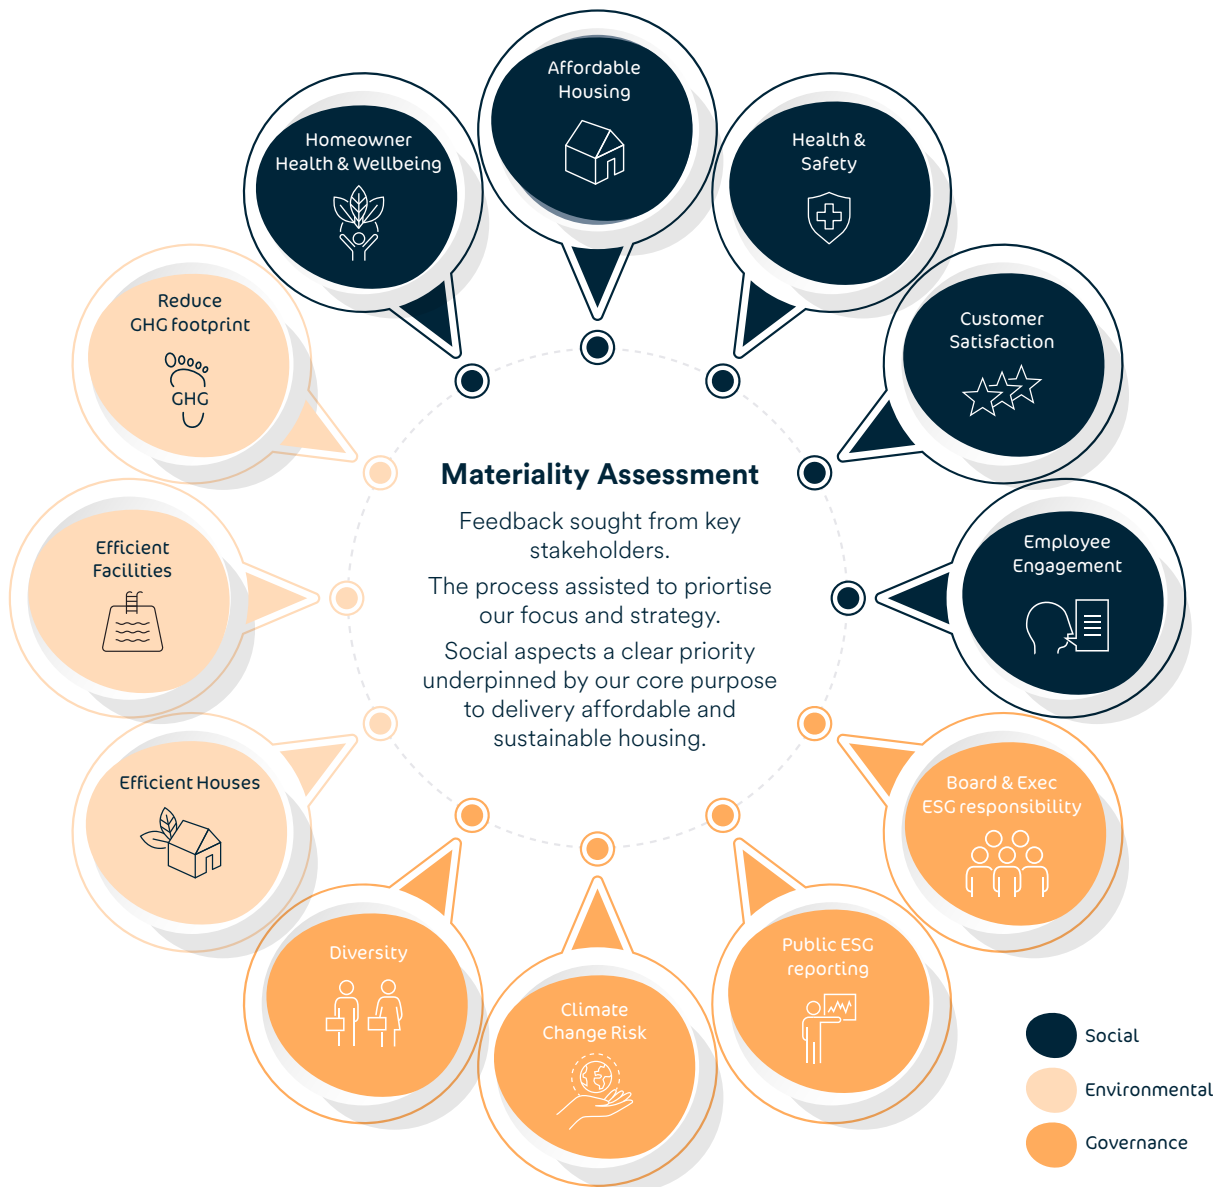 Affordable
Housing
Health &
Safety
Customer
Satisfaction
Employee
Engagement
Board & Exec
ESG responsibility
Public ESG
reporting
Climate
Change Risk
Diversity
Efficient Houses
Efficient
Facilities
Reduce
GHG footprint
GHG
Homeowner
Health & Wellbeing
Materiality Assessment
Feedback sought from key
stakeholders.
The process assisted to priortise
our focus and strategy.
Social aspects a clear priority
underpinned by our core purpose
to delivery affordable and
sustainable housing.
Social
Environmental
Governance